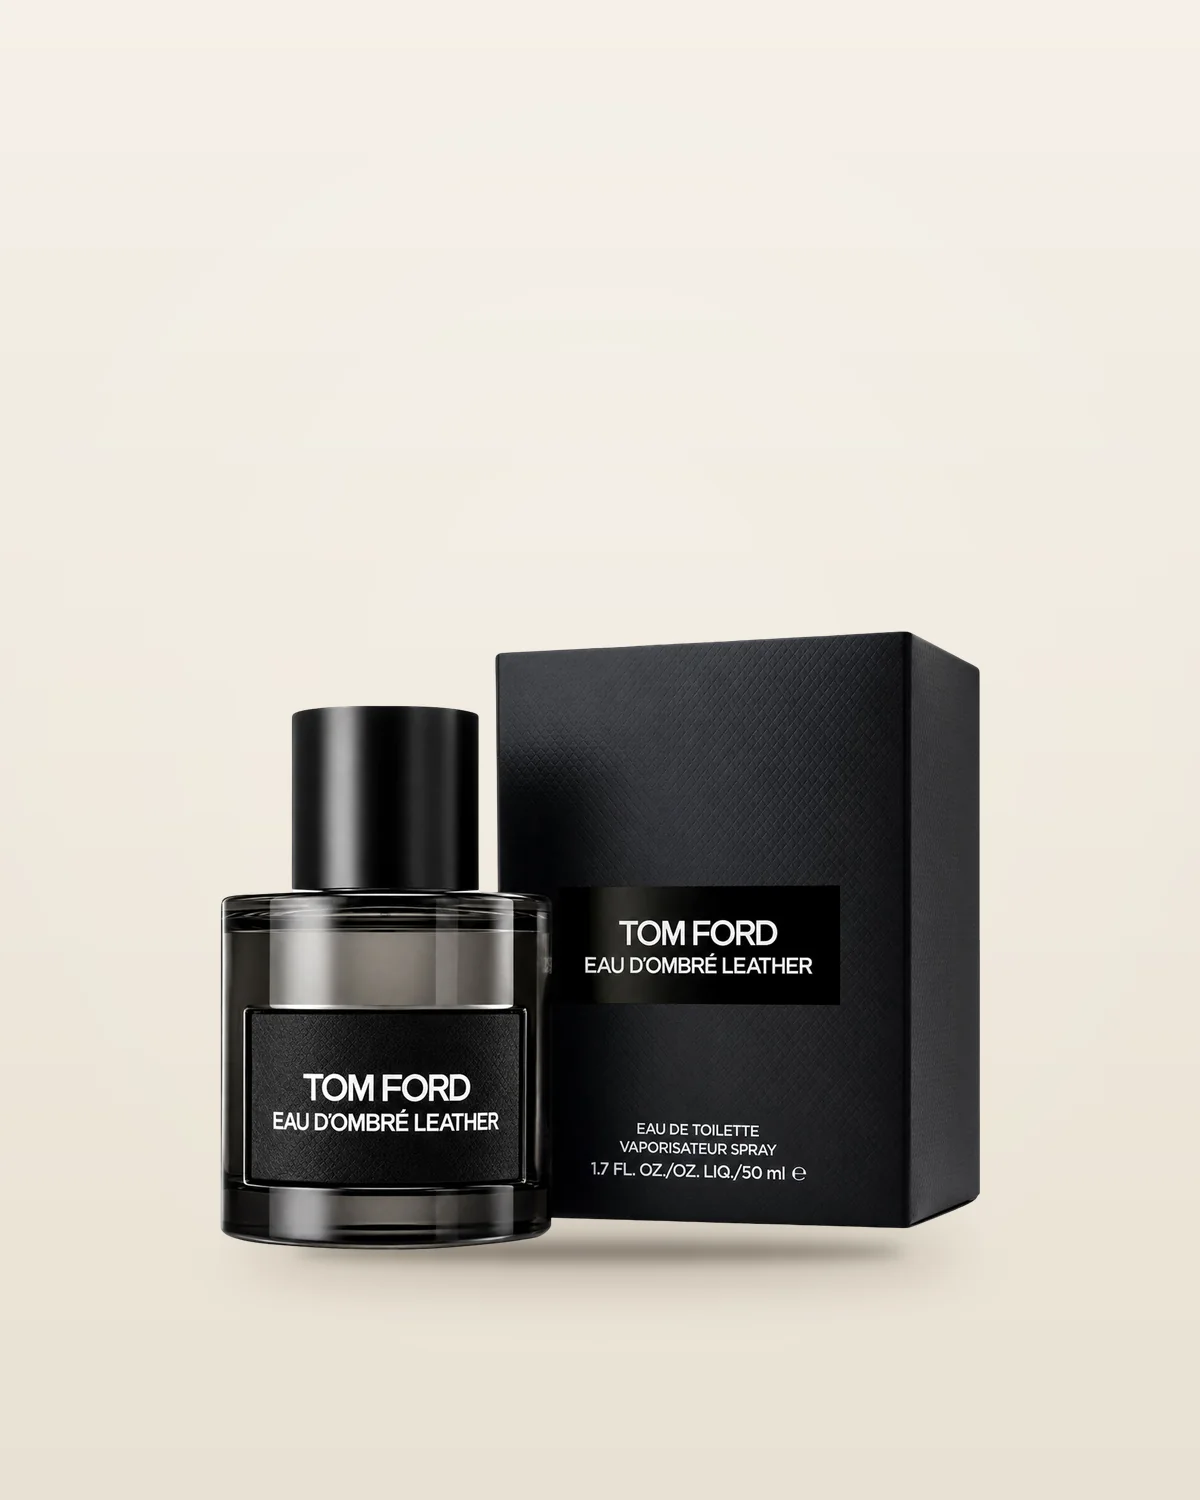 TOM FORD
EAU D'OMBRÉ LEATHER
TOM FORD
EAU D'OMBRÉ LEATHER
EAU DE TOILETTE
VAPORISATEUR SPRAY
1.7 FL. OZ./OZ. LIQ./50 ml ℮